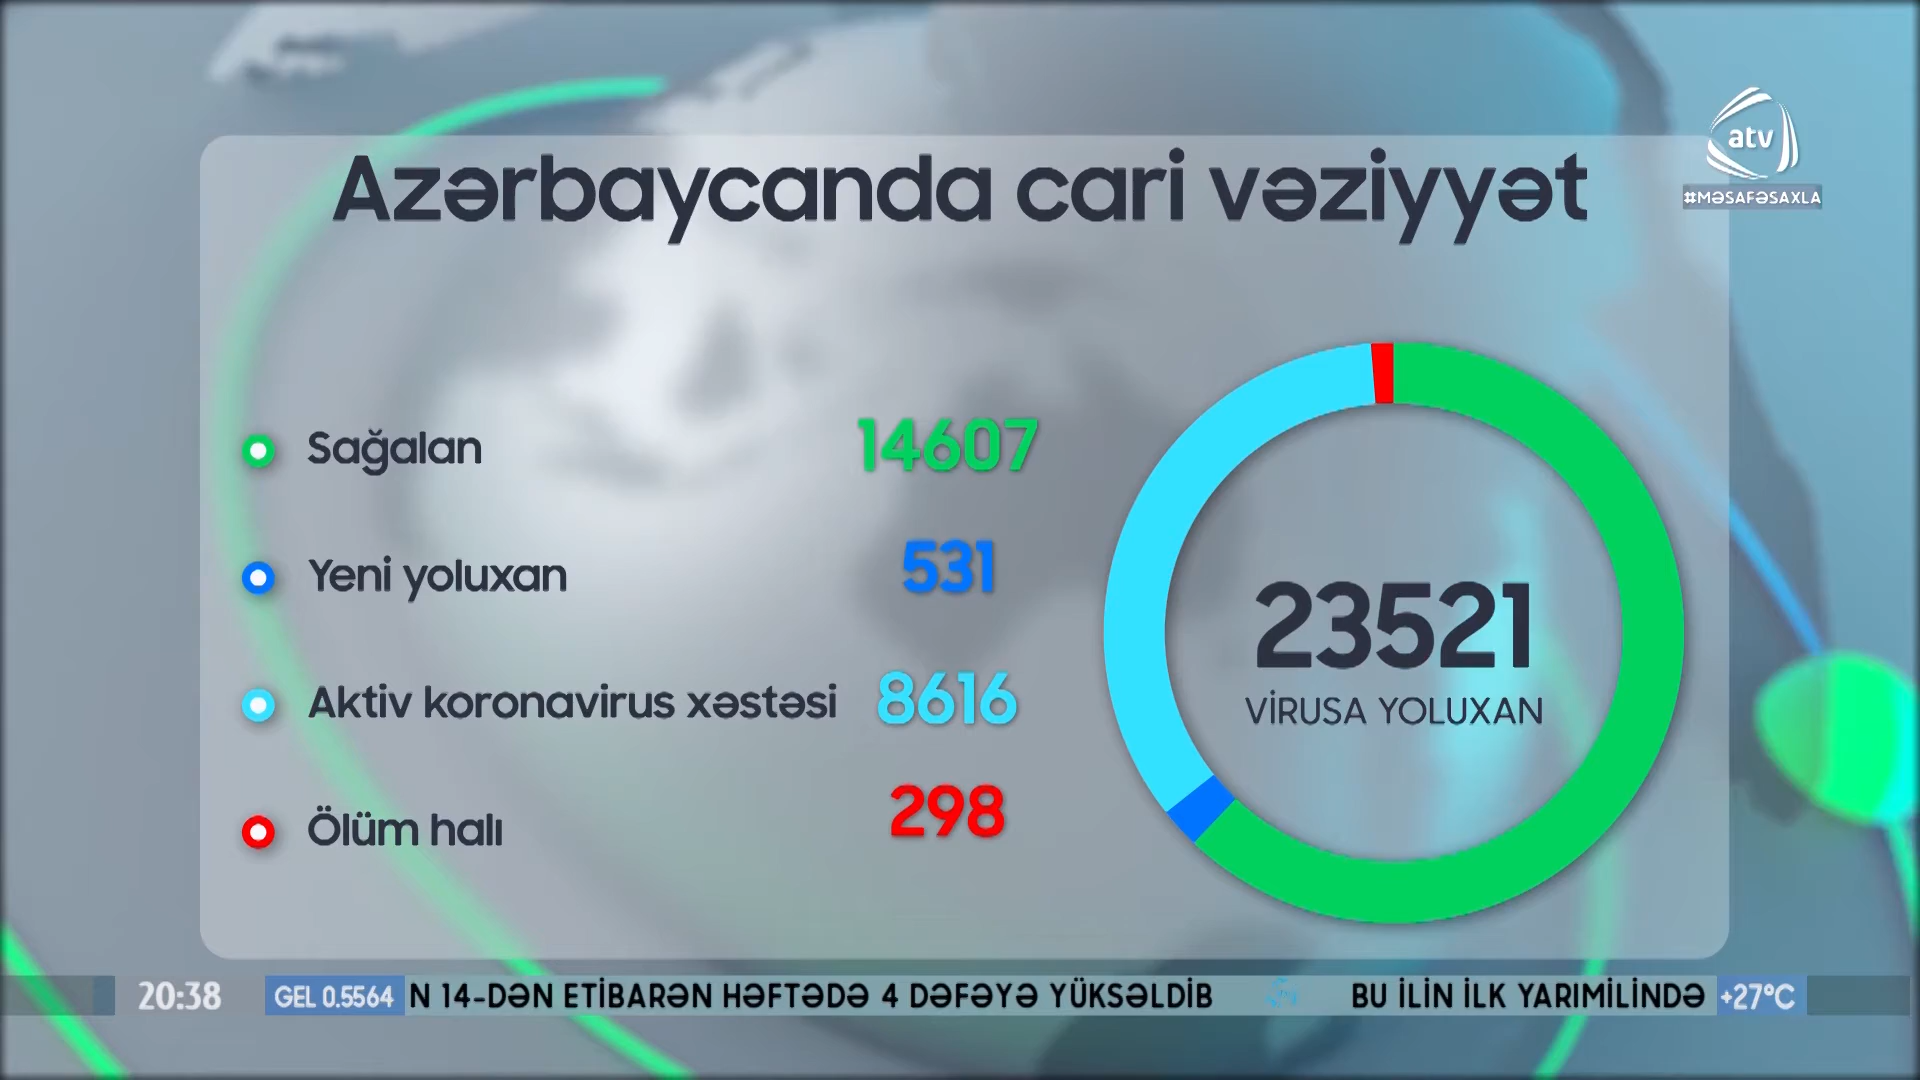 Azərbaycanda cari vəziyyət
atv
#MƏSAFƏSAXLA
Sağalan 14607
Yeni yoluxan 531
Aktiv koronavirus xəstəsi 8616
Ölüm halı 298
23521
VİRUSA YOLUXAN
20:38 GEL 0.5564 N 14-DƏN ETİBARƏN HƏFTƏDƏ 4 DƏFƏYƏ YÜKSƏLDİB BU İLİN İLK YARIMİLİNDƏ +27°C